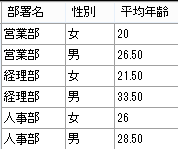 部署名 性別 平均年齢
営業部 女 20
営業部 男 26.50
経理部 女 21.50
経理部 男 33.50
人事部 女 26
人事部 男 28.50